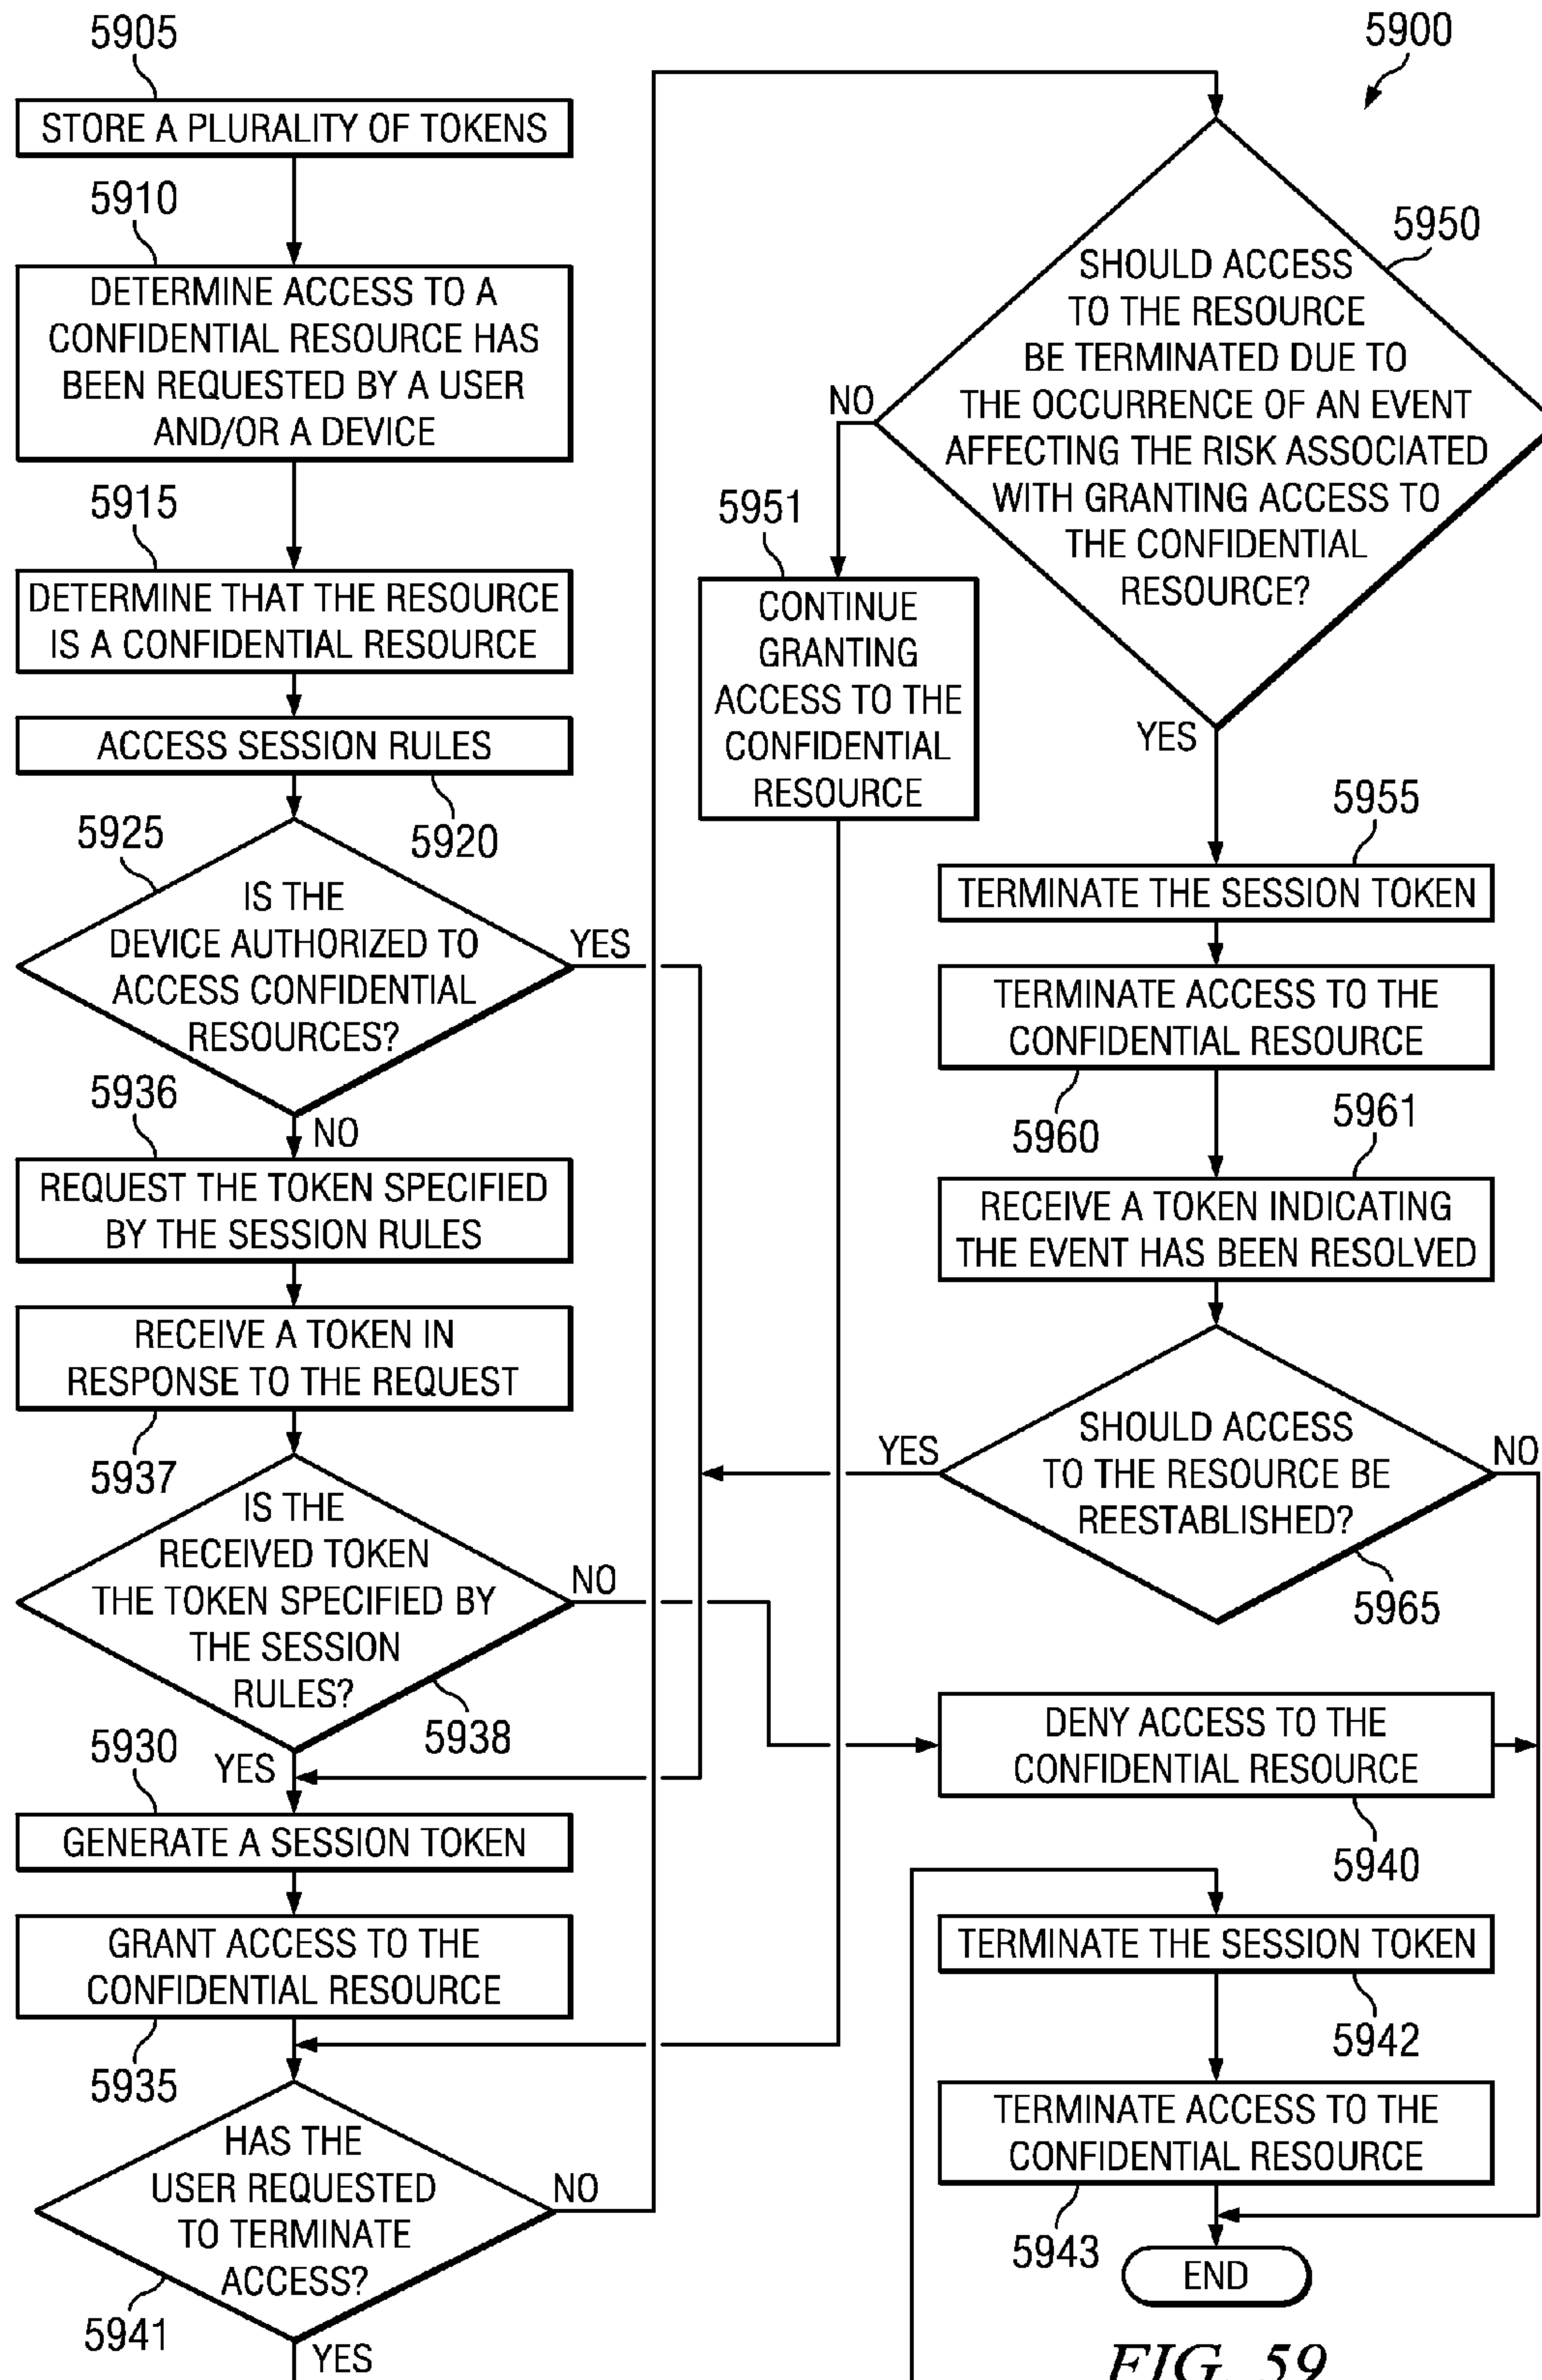 5905
STORE A PLURALITY OF TOKENS
5910
DETERMINE ACCESS TO A
CONFIDENTIAL RESOURCE HAS
BEEN REQUESTED BY A USER
AND/OR A DEVICE
5915
DETERMINE THAT THE RESOURCE
IS A CONFIDENTIAL RESOURCE
ACCESS SESSION RULES
5920
5925
IS THE
DEVICE AUTHORIZED TO
ACCESS CONFIDENTIAL
RESOURCES?
YES
NO
5936
REQUEST THE TOKEN SPECIFIED
BY THE SESSION RULES
RECEIVE A TOKEN IN
RESPONSE TO THE REQUEST
5937
IS THE
RECEIVED TOKEN
THE TOKEN SPECIFIED BY
THE SESSION
RULES?
NO
5938
YES
5930
GENERATE A SESSION TOKEN
GRANT ACCESS TO THE
CONFIDENTIAL RESOURCE
5935
HAS THE
USER REQUESTED
TO TERMINATE
ACCESS?
NO
5941
YES
5900
5950
SHOULD ACCESS
TO THE RESOURCE
BE TERMINATED DUE TO
THE OCCURRENCE OF AN EVENT
AFFECTING THE RISK ASSOCIATED
WITH GRANTING ACCESS TO
THE CONFIDENTIAL
RESOURCE?
NO
5951
CONTINUE
GRANTING
ACCESS TO THE
CONFIDENTIAL
RESOURCE
YES
5955
TERMINATE THE SESSION TOKEN
TERMINATE ACCESS TO THE
CONFIDENTIAL RESOURCE
5960
5961
RECEIVE A TOKEN INDICATING
THE EVENT HAS BEEN RESOLVED
SHOULD ACCESS
TO THE RESOURCE BE
REESTABLISHED?
YES
NO
5965
DENY ACCESS TO THE
CONFIDENTIAL RESOURCE
5940
TERMINATE THE SESSION TOKEN
5942
TERMINATE ACCESS TO THE
CONFIDENTIAL RESOURCE
5943
END
FIG. 59